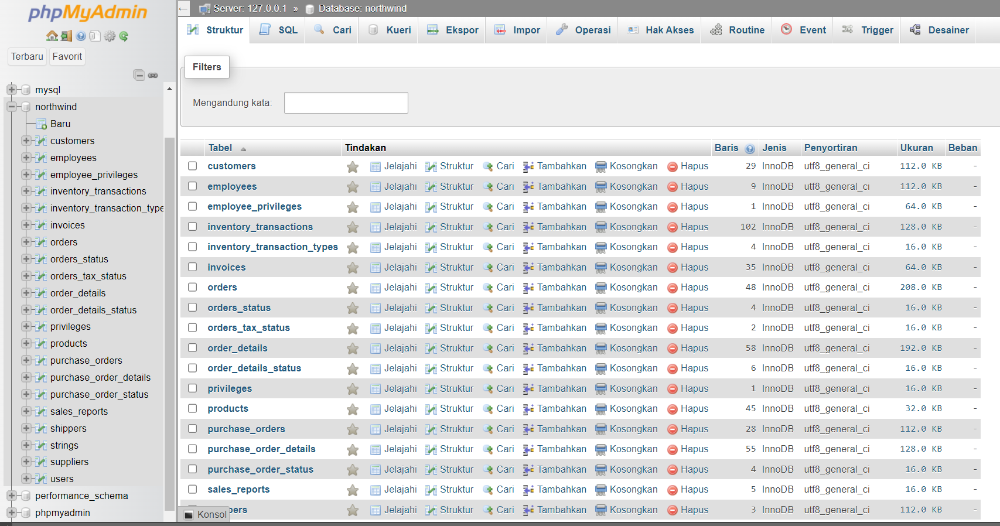 phpMyAdmin
Terbaru Favorit
mysql
northwind
Baru
customers
employees
employee_privileges
inventory_transactions
inventory_transaction_type
invoices
orders
orders_status
orders_tax_status
order_details
order_details_status
privileges
products
purchase_orders
purchase_order_details
purchase_order_status
sales_reports
shippers
strings
suppliers
users
performance_schema
phpmyadmin
← Server: 127.0.0.1 » Database: northwind
Struktur SQL Cari Kueri Ekspor Impor Operasi Hak Akses Routine Event Trigger Desainer
Filters
Mengandung kata:
Tabel Tindakan Baris Jenis Penyortiran Ukuran Beban
customers Jelajahi Struktur Cari Tambahkan Kosongkan Hapus 29 InnoDB utf8_general_ci 112.0 KB -
employees Jelajahi Struktur Cari Tambahkan Kosongkan Hapus 9 InnoDB utf8_general_ci 112.0 KB -
employee_privileges Jelajahi Struktur Cari Tambahkan Kosongkan Hapus 1 InnoDB utf8_general_ci 64.0 KB -
inventory_transactions Jelajahi Struktur Cari Tambahkan Kosongkan Hapus 102 InnoDB utf8_general_ci 128.0 KB -
inventory_transaction_types Jelajahi Struktur Cari Tambahkan Kosongkan Hapus 4 InnoDB utf8_general_ci 16.0 KB -
invoices Jelajahi Struktur Cari Tambahkan Kosongkan Hapus 35 InnoDB utf8_general_ci 64.0 KB -
orders Jelajahi Struktur Cari Tambahkan Kosongkan Hapus 48 InnoDB utf8_general_ci 208.0 KB -
orders_status Jelajahi Struktur Cari Tambahkan Kosongkan Hapus 4 InnoDB utf8_general_ci 16.0 KB -
orders_tax_status Jelajahi Struktur Cari Tambahkan Kosongkan Hapus 2 InnoDB utf8_general_ci 16.0 KB -
order_details Jelajahi Struktur Cari Tambahkan Kosongkan Hapus 58 InnoDB utf8_general_ci 192.0 KB -
order_details_status Jelajahi Struktur Cari Tambahkan Kosongkan Hapus 6 InnoDB utf8_general_ci 16.0 KB -
privileges Jelajahi Struktur Cari Tambahkan Kosongkan Hapus 1 InnoDB utf8_general_ci 16.0 KB -
products Jelajahi Struktur Cari Tambahkan Kosongkan Hapus 45 InnoDB utf8_general_ci 32.0 KB -
purchase_orders Jelajahi Struktur Cari Tambahkan Kosongkan Hapus 28 InnoDB utf8_general_ci 112.0 KB -
purchase_order_details Jelajahi Struktur Cari Tambahkan Kosongkan Hapus 55 InnoDB utf8_general_ci 128.0 KB -
purchase_order_status Jelajahi Struktur Cari Tambahkan Kosongkan Hapus 4 InnoDB utf8_general_ci 16.0 KB -
sales_reports Jelajahi Struktur Cari Tambahkan Kosongkan Hapus 5 InnoDB utf8_general_ci 16.0 KB -
pers Jelajahi Struktur Cari Tambahkan Kosongkan Hapus 3 InnoDB utf8_general_ci 112.0 KB -
Konsol